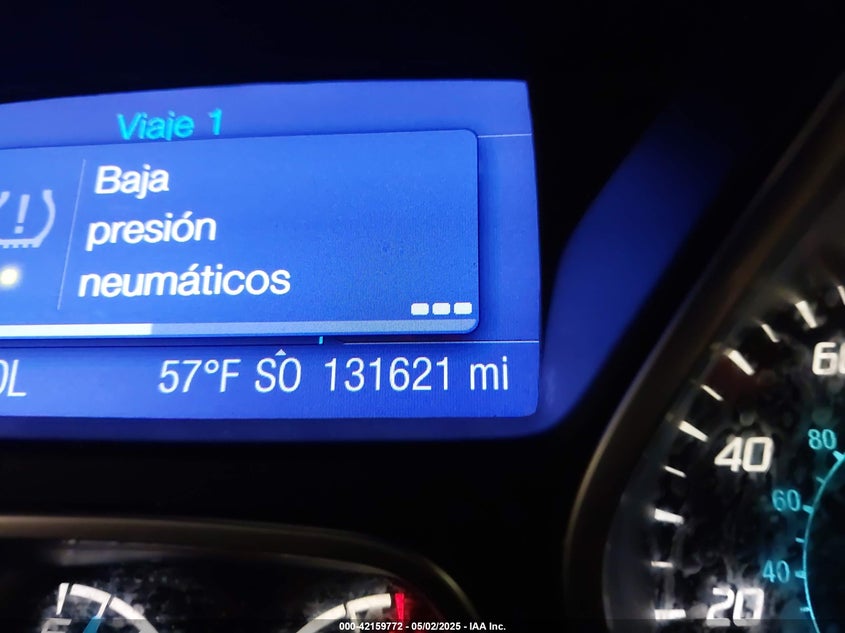 Viaje 1
Baja
presión
neumáticos
57°F SO 131621 mi
60
40
20
80
60
40
000-42159772 - 05/02/2025 - IAA Inc.